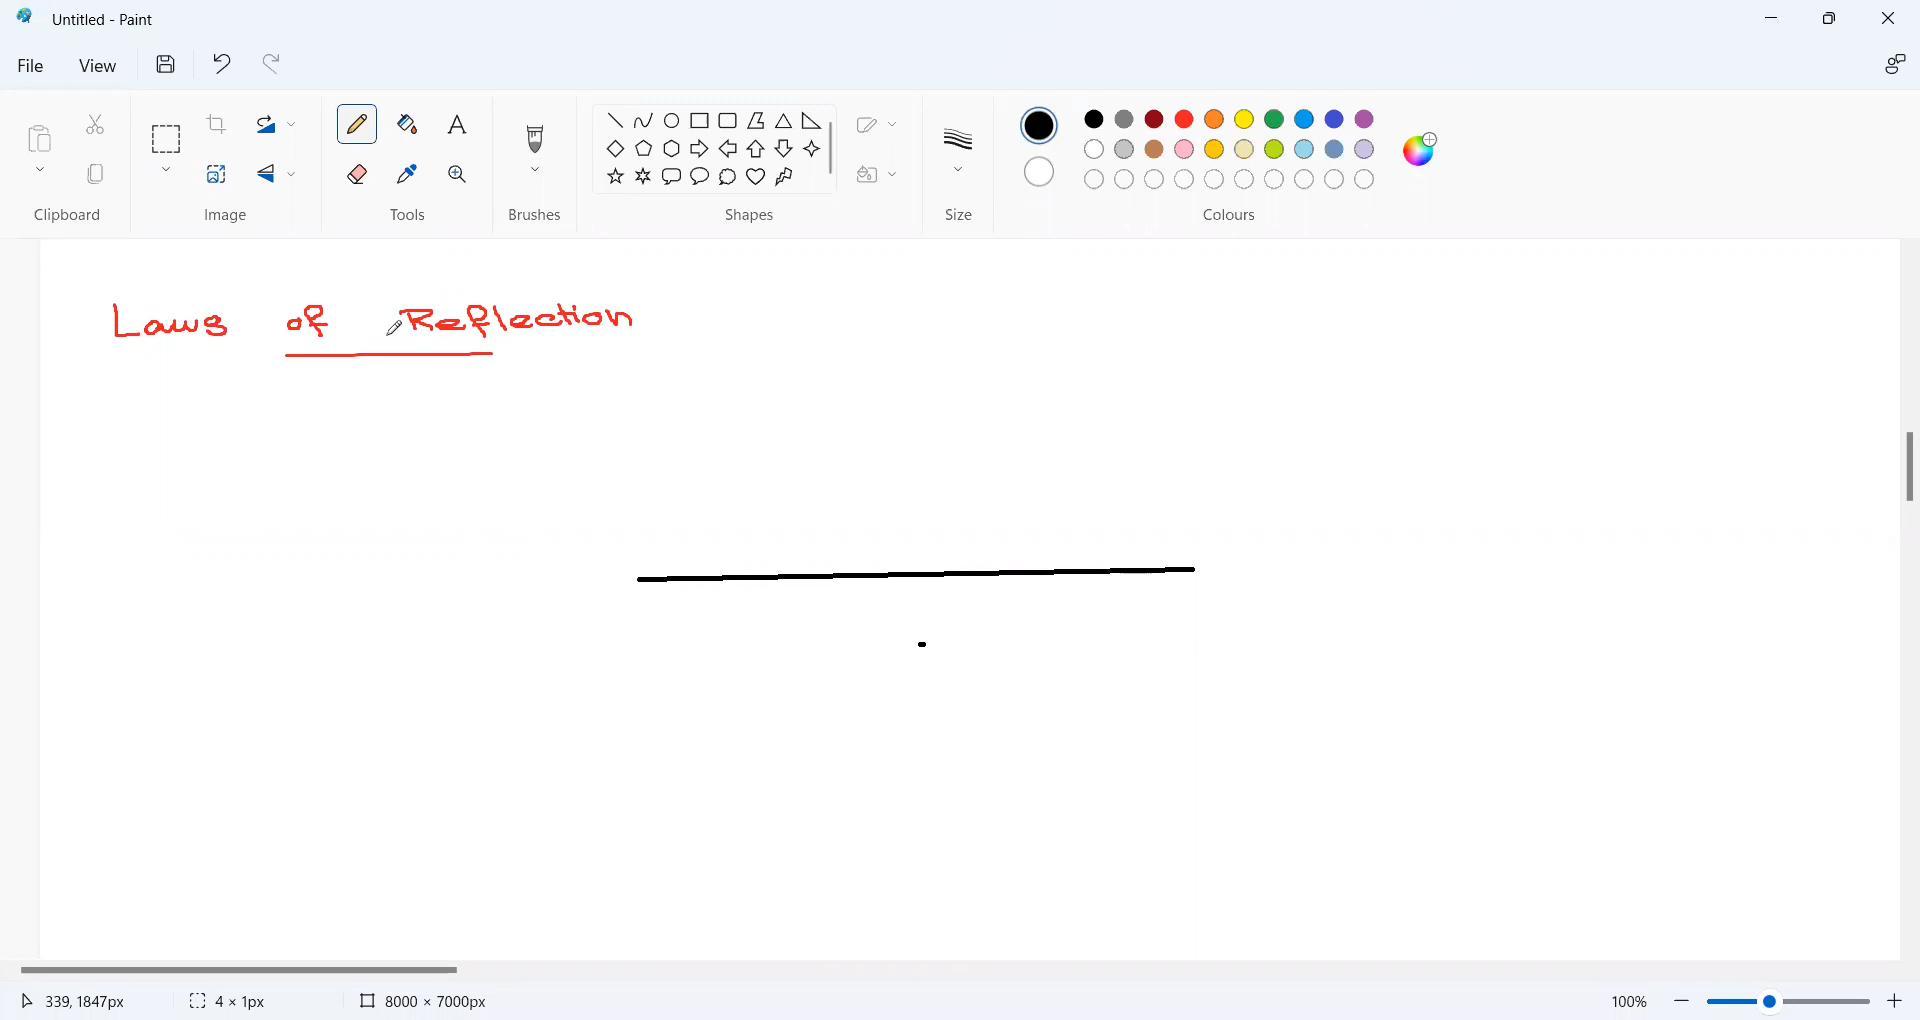 Untitled - Paint
File View
Clipboard Image Tools Brushes Shapes Size Colours
Laws of Reflection
339, 1847px 4 × 1px 8000 × 7000px 100%